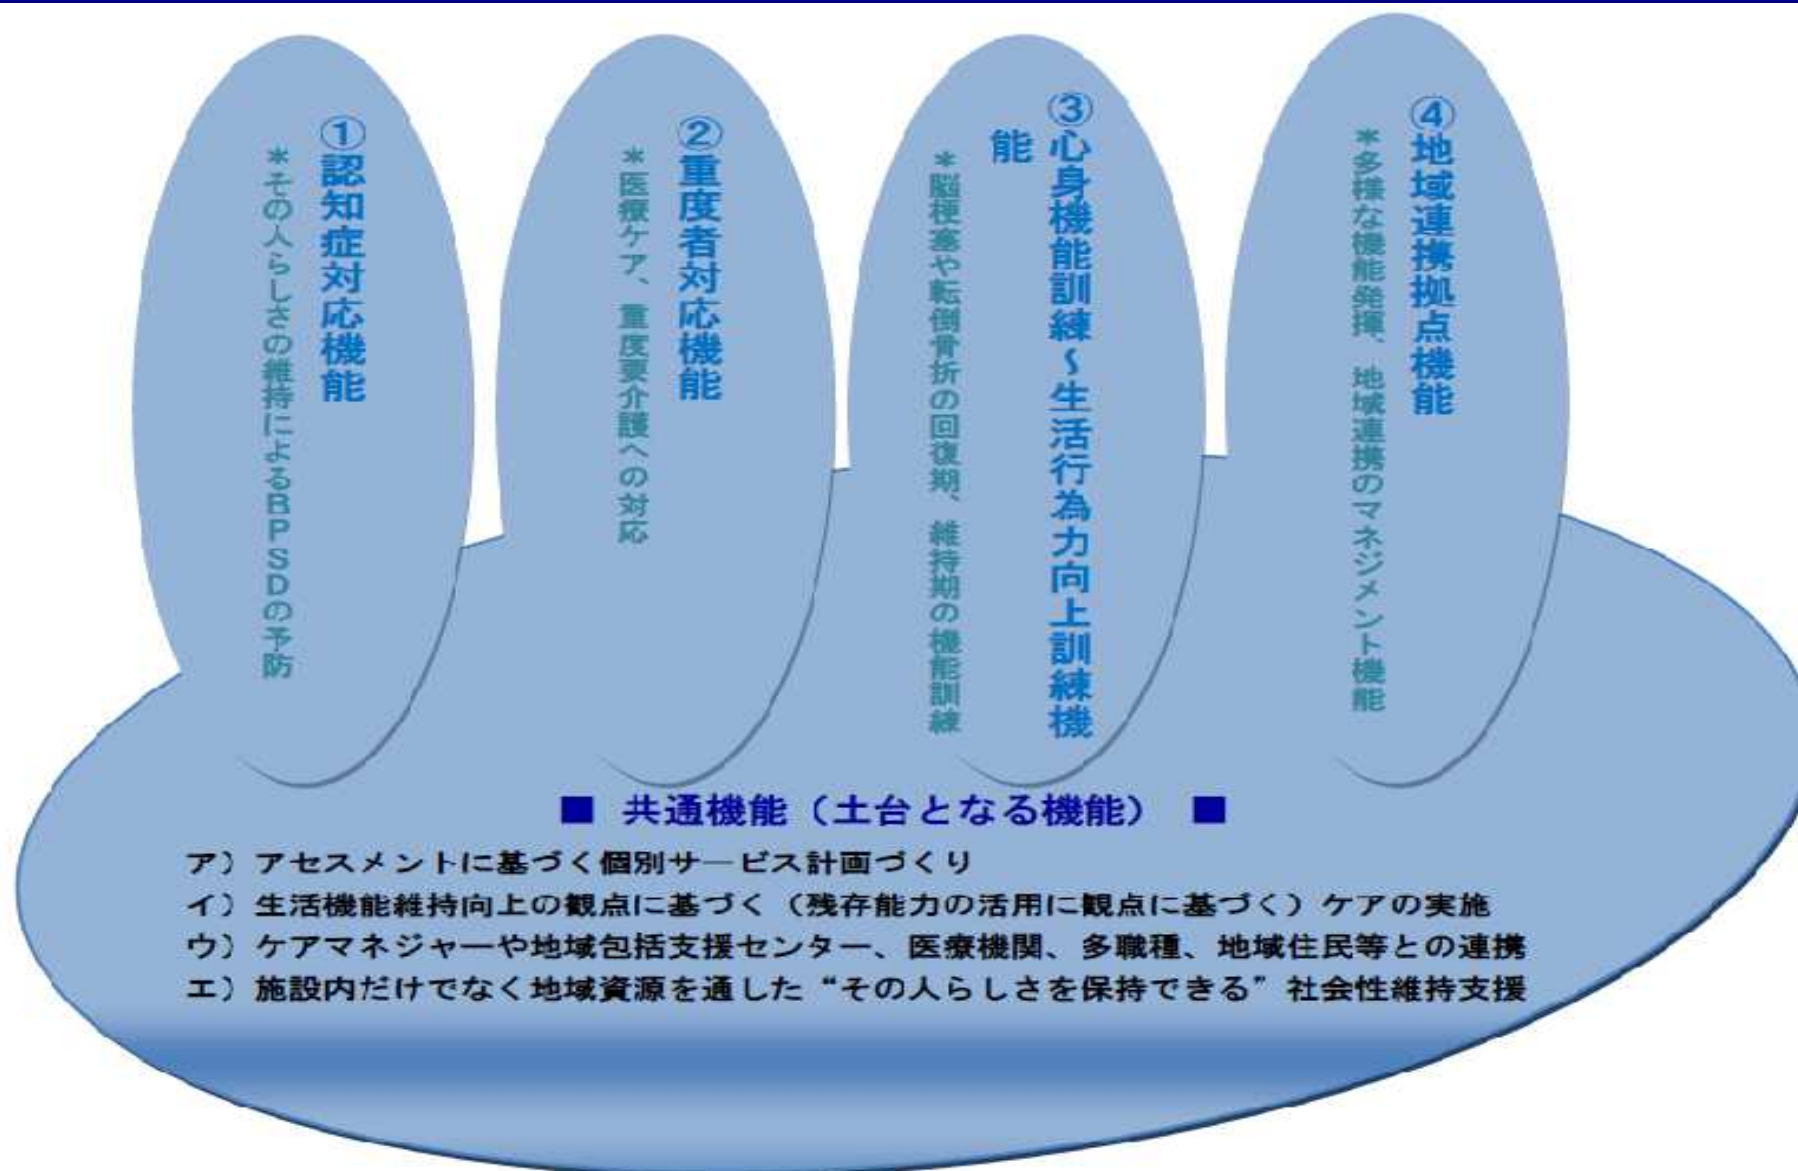 ①認知症対応機能
＊その人らしさの維持によるBPSDの予防
②重度者対応機能
＊医療ケア、重度要介護への対応
③心身機能訓練～生活行為力向上訓練機
能
＊脳梗塞や転倒骨折の回復期、維持期の機能訓練
④地域連携拠点機能
＊多様な機能発揮、地域連携のマネジメント機能
■ 共通機能（土台となる機能） ■
ア）アセスメントに基づく個別サービス計画づくり
イ）生活機能維持向上の観点に基づく（残存能力の活用に観点に基づく）ケアの実施
ウ）ケアマネジャーや地域包括支援センター、医療機関、多職種、地域住民等との連携
エ）施設内だけでなく地域資源を通した“その人らしさを保持できる”社会性維持支援